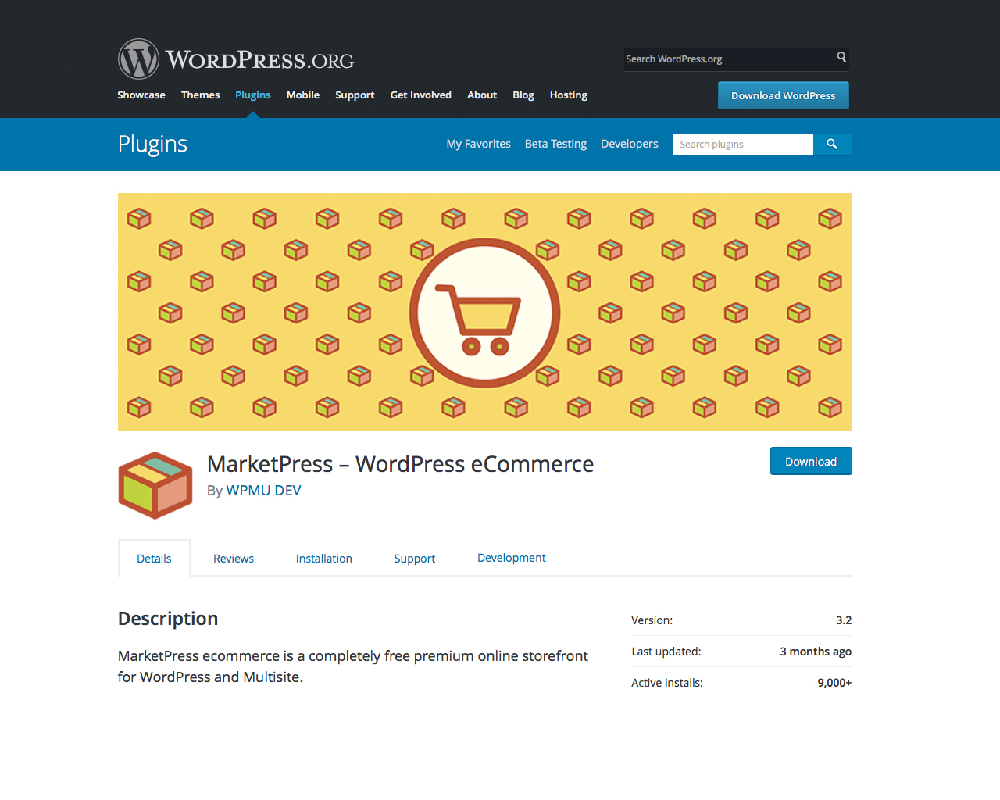 WORDPRESS.ORG
Search WordPress.org
Showcase Themes Plugins Mobile Support Get Involved About Blog Hosting
Download WordPress
Plugins
My Favorites Beta Testing Developers Search plugins
MarketPress – WordPress eCommerce
Download
By WPMU DEV
Details Reviews Installation Support Development
Description
MarketPress ecommerce is a completely free premium online storefront
for WordPress and Multisite.
Version: 3.2
Last updated: 3 months ago
Active installs: 9,000+